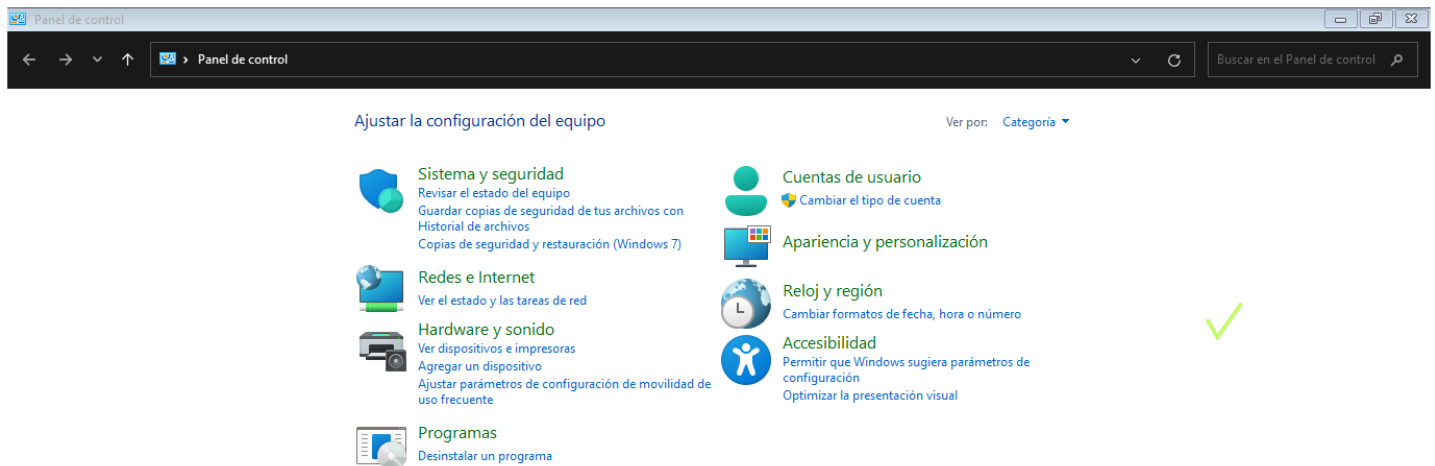 Panel de control
Panel de control
Buscar en el Panel de control
Ajustar la configuración del equipo
Ver por: Categoría
Sistema y seguridad
Revisar el estado del equipo
Guardar copias de seguridad de tus archivos con
Historial de archivos
Copias de seguridad y restauración (Windows 7)
Redes e Internet
Ver el estado y las tareas de red
Hardware y sonido
Ver dispositivos e impresoras
Agregar un dispositivo
Ajustar parámetros de configuración de movilidad de
uso frecuente
Programas
Desinstalar un programa
Cuentas de usuario
Cambiar el tipo de cuenta
Apariencia y personalización
Reloj y región
Cambiar formatos de fecha, hora o número
Accesibilidad
Permitir que Windows sugiera parámetros de
configuración
Optimizar la presentación visual